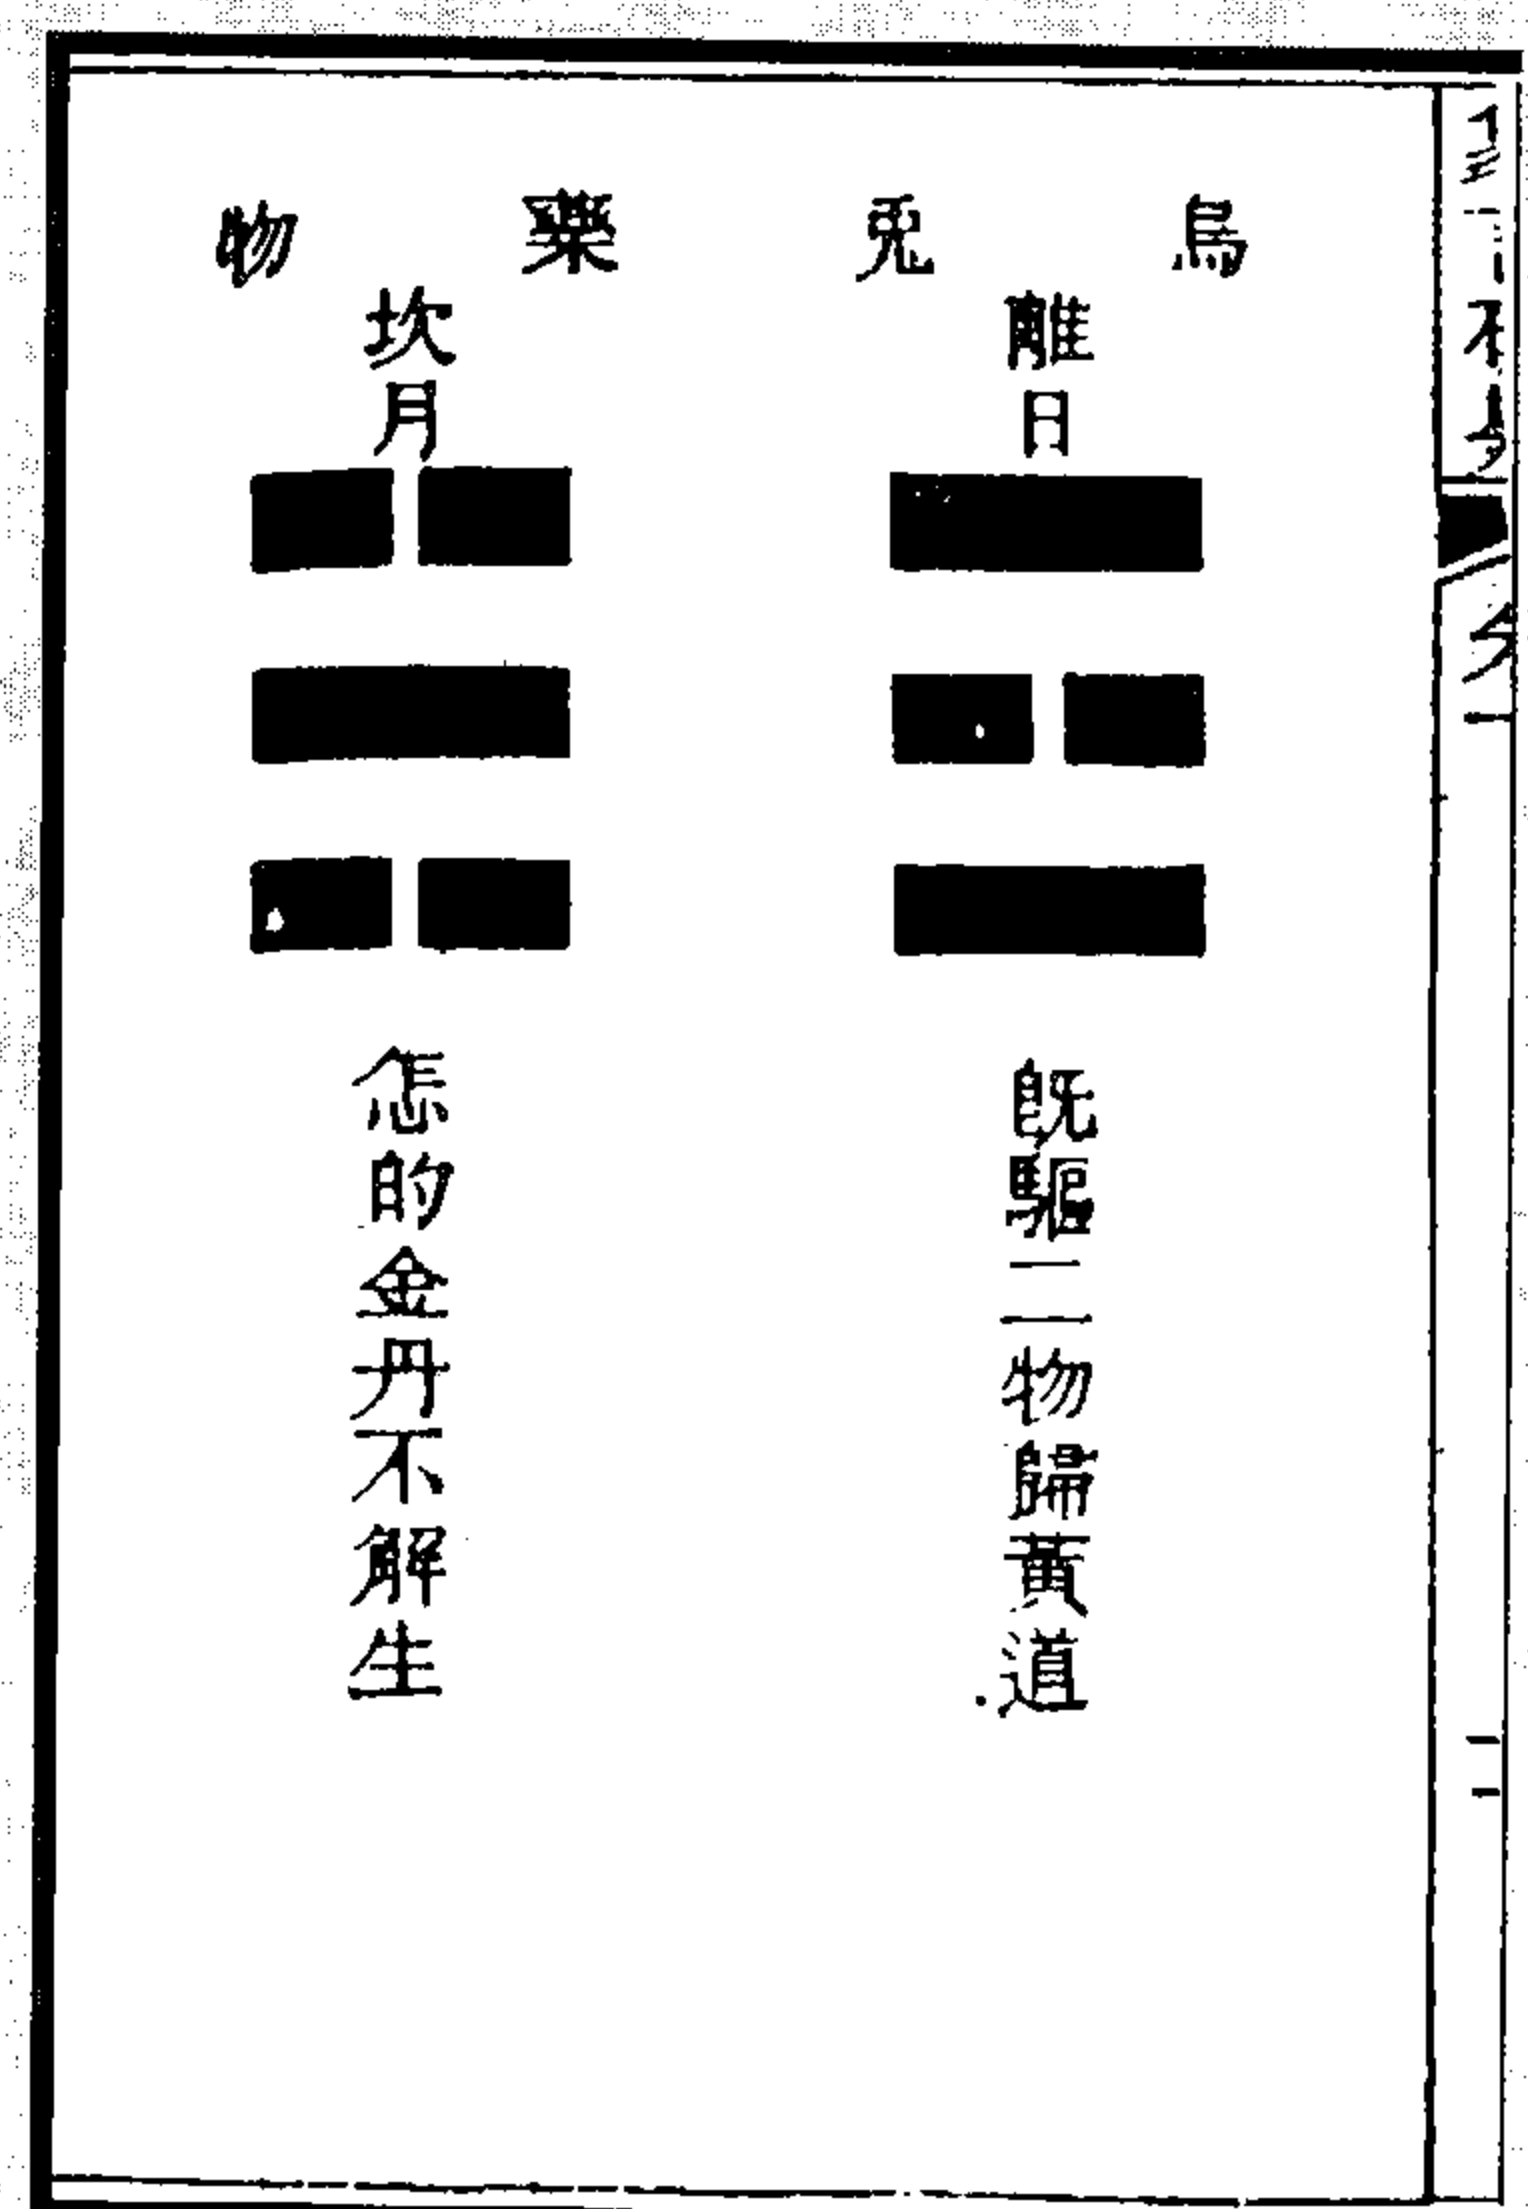 烏兎藥物
離日
旣驅二物歸黃道
坎月
怎的金丹不解生